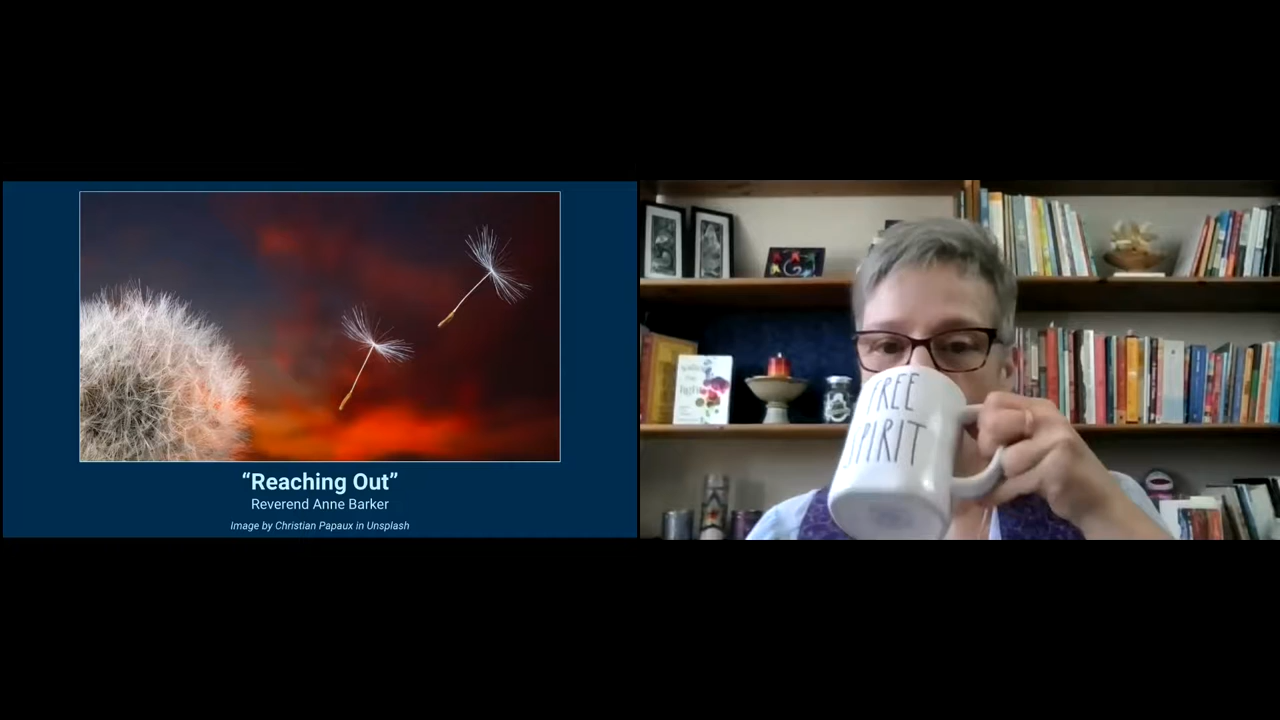 “Reaching Out”
Reverend Anne Barker
Image by Christian Papaux in Unsplash
FREE
SPIRIT